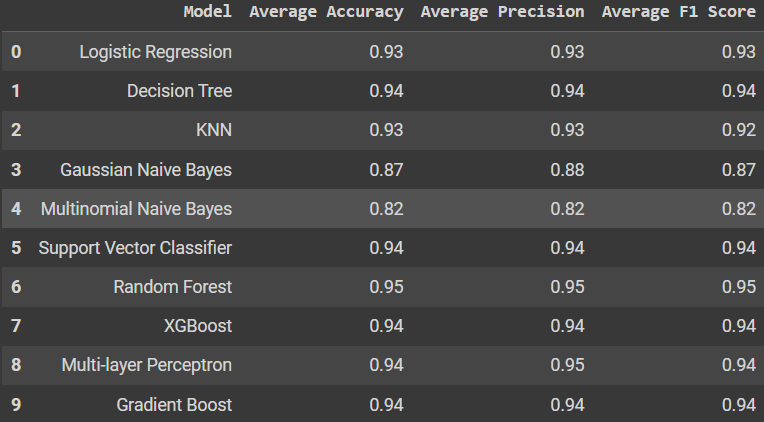 Model Average Accuracy Average Precision Average F1 Score
0 Logistic Regression 0.93 0.93 0.93
1 Decision Tree 0.94 0.94 0.94
2 KNN 0.93 0.93 0.92
3 Gaussian Naive Bayes 0.87 0.88 0.87
4 Multinomial Naive Bayes 0.82 0.82 0.82
5 Support Vector Classifier 0.94 0.94 0.94
6 Random Forest 0.95 0.95 0.95
7 XGBoost 0.94 0.94 0.94
8 Multi-layer Perceptron 0.94 0.95 0.94
9 Gradient Boost 0.94 0.94 0.94